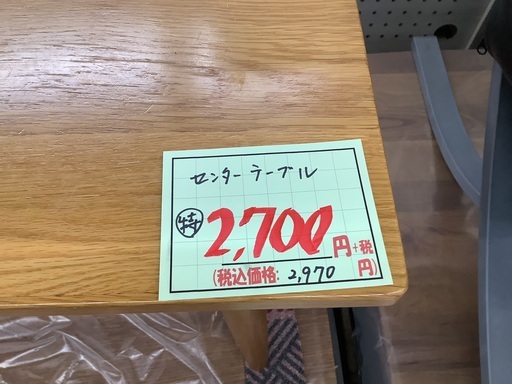 センターテーブル
特 2,700円+税
(税込価格: 2,970円)